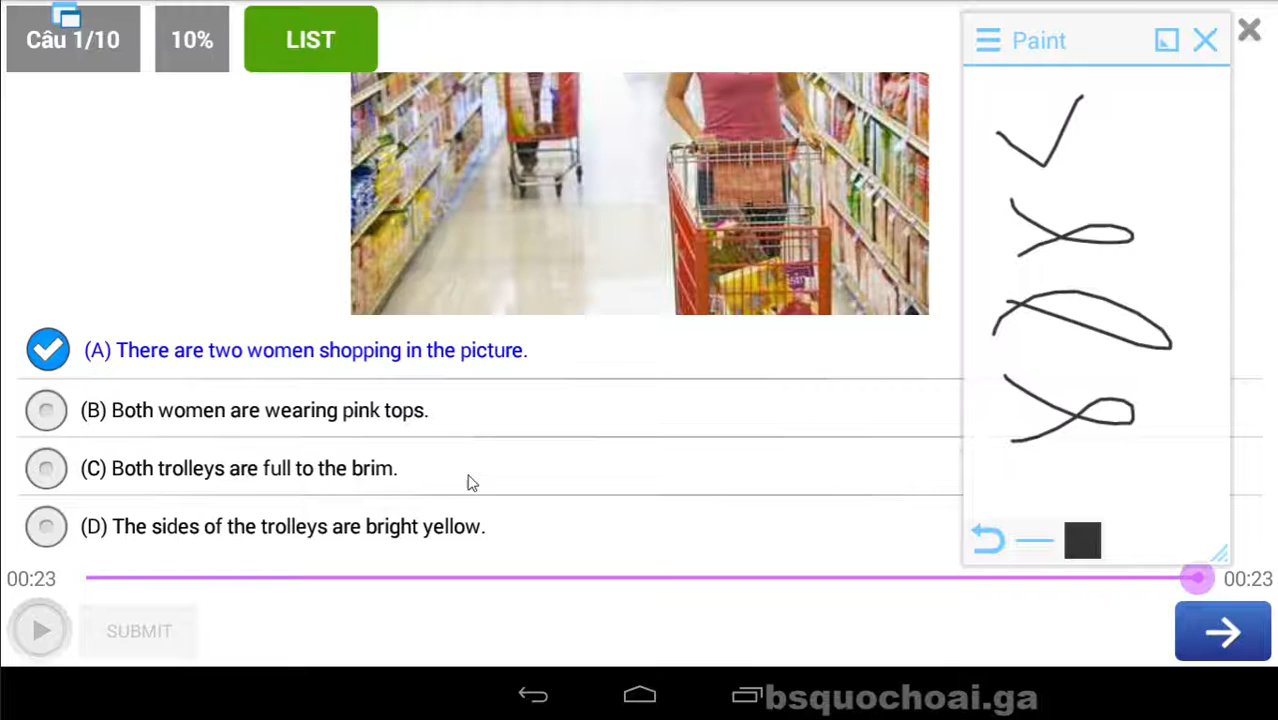 Câu 1/10 10% LIST
Paint
(A) There are two women shopping in the picture.
(B) Both women are wearing pink tops.
(C) Both trolleys are full to the brim.
(D) The sides of the trolleys are bright yellow.
00:23 00:23
SUBMIT
bsquochoai.ga